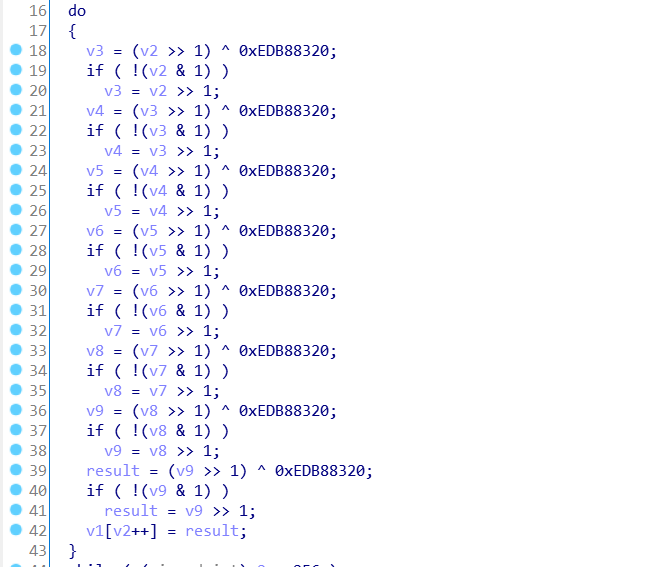 16 do
17 {
18 v3 = (v2 >> 1) ^ 0xEDB88320;
19 if ( !(v2 & 1) )
20 v3 = v2 >> 1;
21 v4 = (v3 >> 1) ^ 0xEDB88320;
22 if ( !(v3 & 1) )
23 v4 = v3 >> 1;
24 v5 = (v4 >> 1) ^ 0xEDB88320;
25 if ( !(v4 & 1) )
26 v5 = v4 >> 1;
27 v6 = (v5 >> 1) ^ 0xEDB88320;
28 if ( !(v5 & 1) )
29 v6 = v5 >> 1;
30 v7 = (v6 >> 1) ^ 0xEDB88320;
31 if ( !(v6 & 1) )
32 v7 = v6 >> 1;
33 v8 = (v7 >> 1) ^ 0xEDB88320;
34 if ( !(v7 & 1) )
35 v8 = v7 >> 1;
36 v9 = (v8 >> 1) ^ 0xEDB88320;
37 if ( !(v8 & 1) )
38 v9 = v8 >> 1;
39 result = (v9 >> 1) ^ 0xEDB88320;
40 if ( !(v9 & 1) )
41 result = v9 >> 1;
42 v1[v2++] = result;
43 }